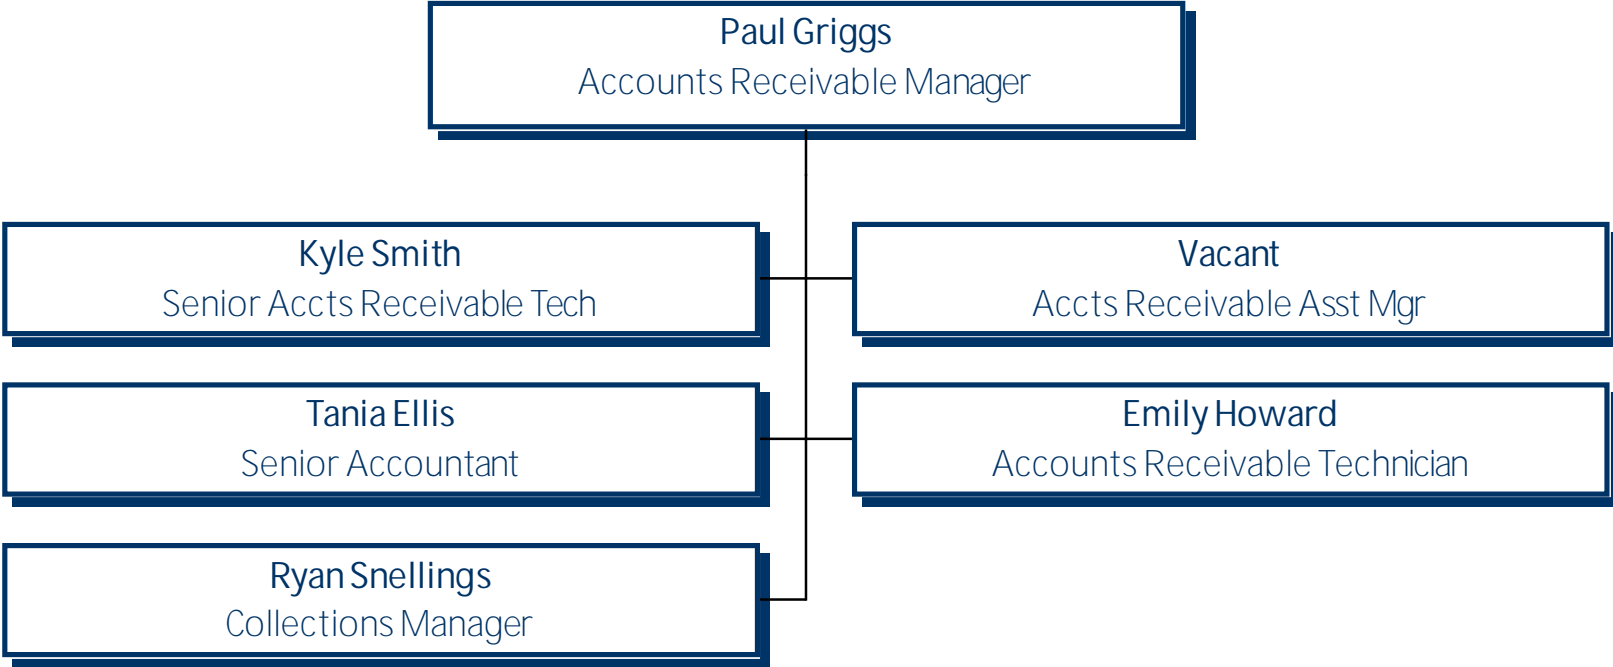 Paul Griggs
Accounts Receivable Manager
Kyle Smith
Senior Accts Receivable Tech
Vacant
Accts Receivable Asst Mgr
Tania Ellis
Senior Accountant
Emily Howard
Accounts Receivable Technician
Ryan Snellings
Collections Manager